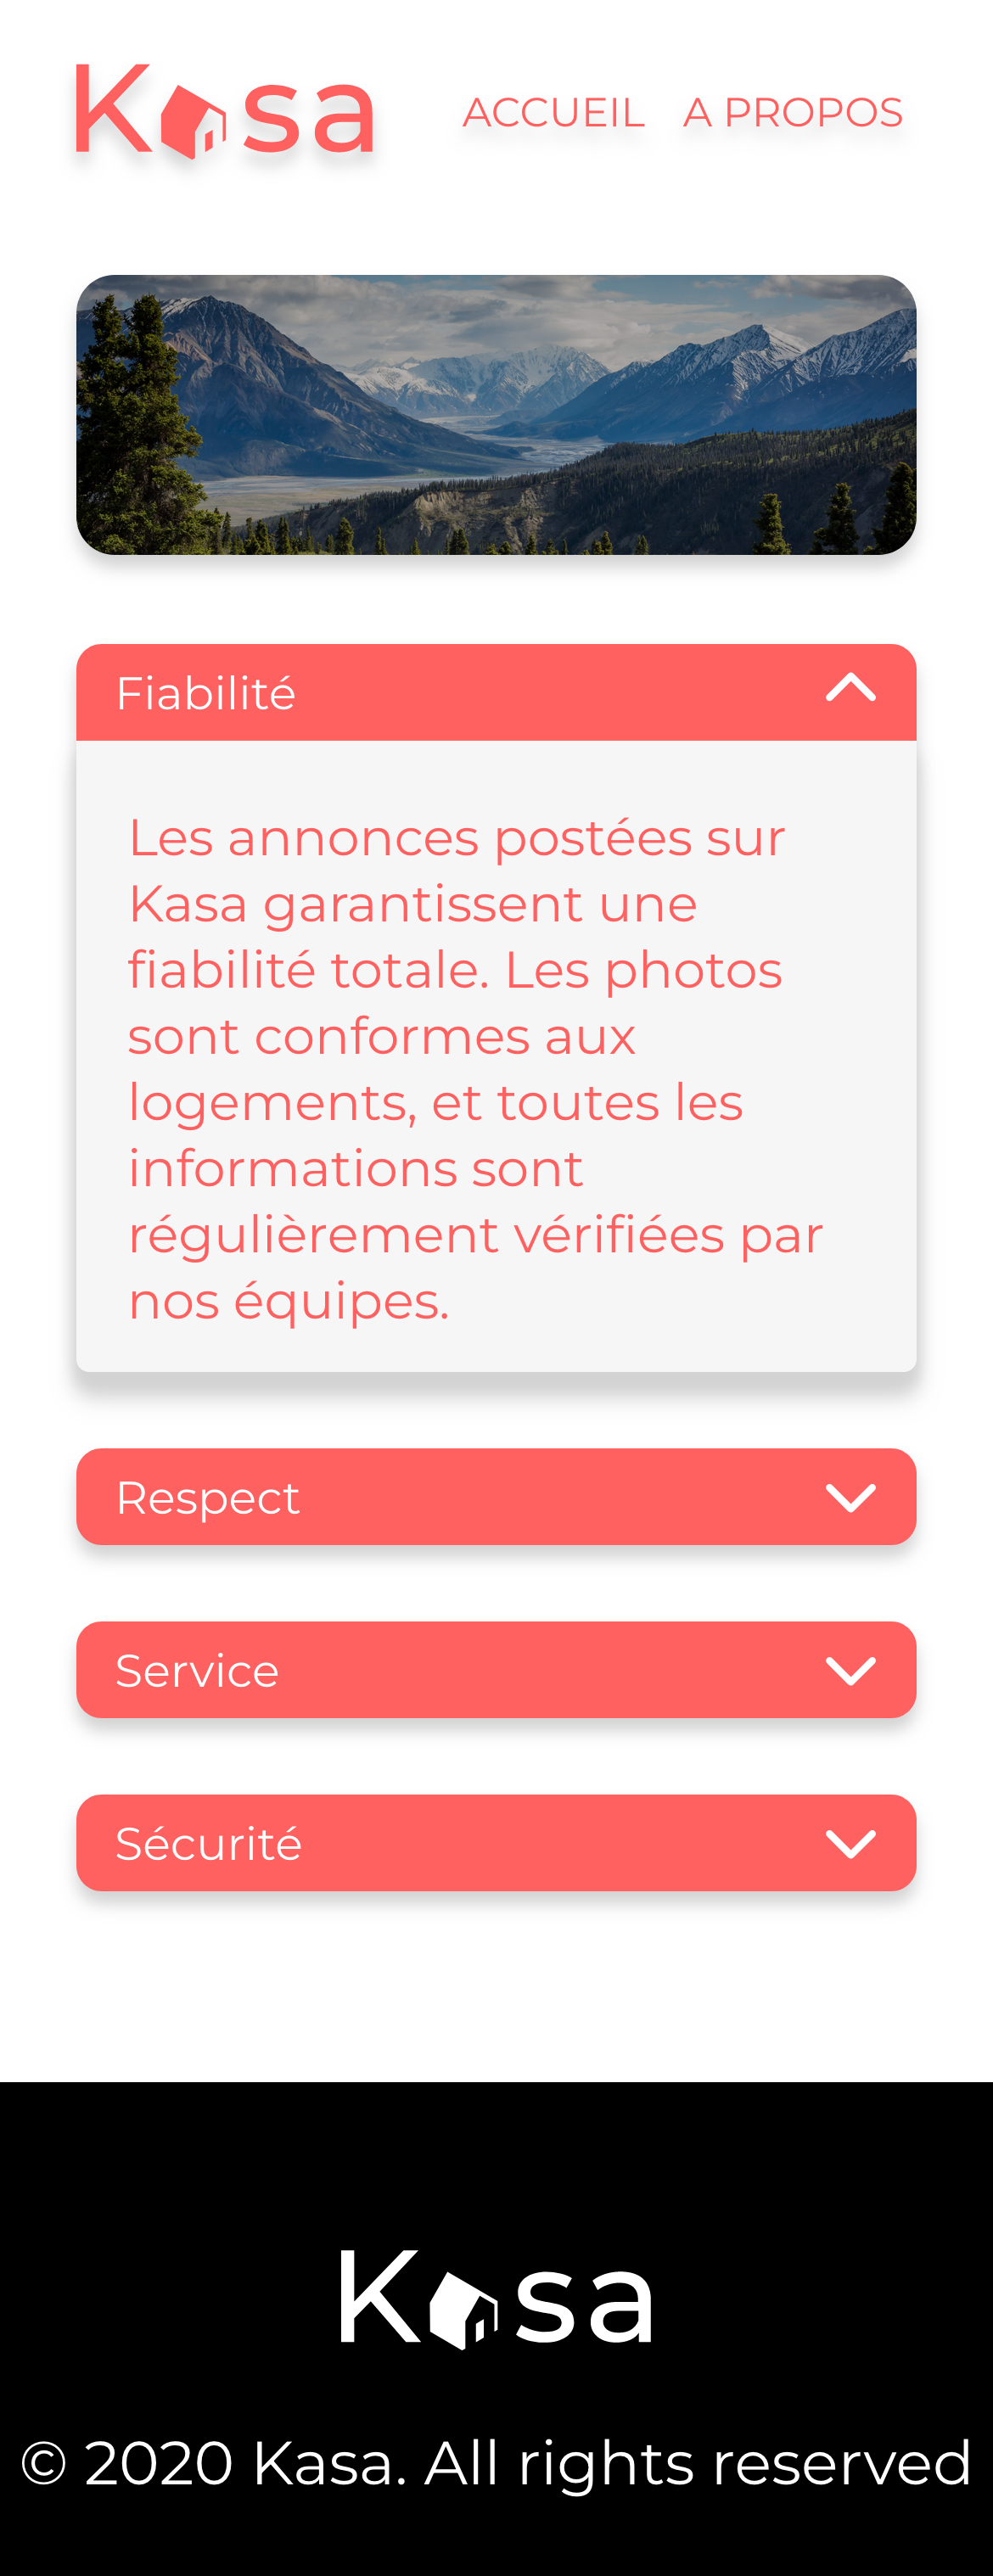 Kasa
ACCUEIL A PROPOS
Fiabilité
Les annonces postées sur
Kasa garantissent une
fiabilité totale. Les photos
sont conformes aux
logements, et toutes les
informations sont
régulièrement vérifiées par
nos équipes.
Respect
Service
Sécurité
Kasa
© 2020 Kasa. All rights reserved